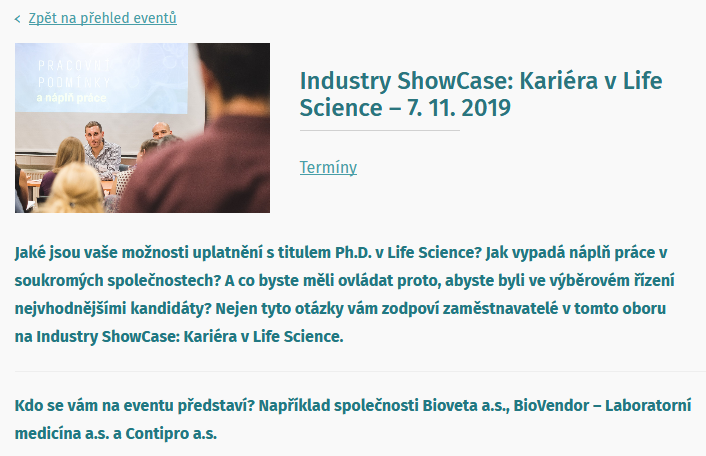 < Zpět na přehled eventů
PRACOVNÍ
PODMÍNKY
a náplň práce
Industry ShowCase: Kariéra v Life
Science – 7. 11. 2019
Termíny
Jaké jsou vaše možnosti uplatnění s titulem Ph.D. v Life Science? Jak vypadá náplň práce v
soukromých společnostech? A co byste měli ovládat proto, abyste byli ve výběrovém řízení
nejvhodnějšími kandidáty? Nejen tyto otázky vám zodpoví zaměstnavatelé v tomto oboru
na Industry ShowCase: Kariéra v Life Science.
Kdo se vám na eventu představí? Například společnosti Bioveta a.s., BioVendor – Laboratorní
medicína a.s. a Contipro a.s.